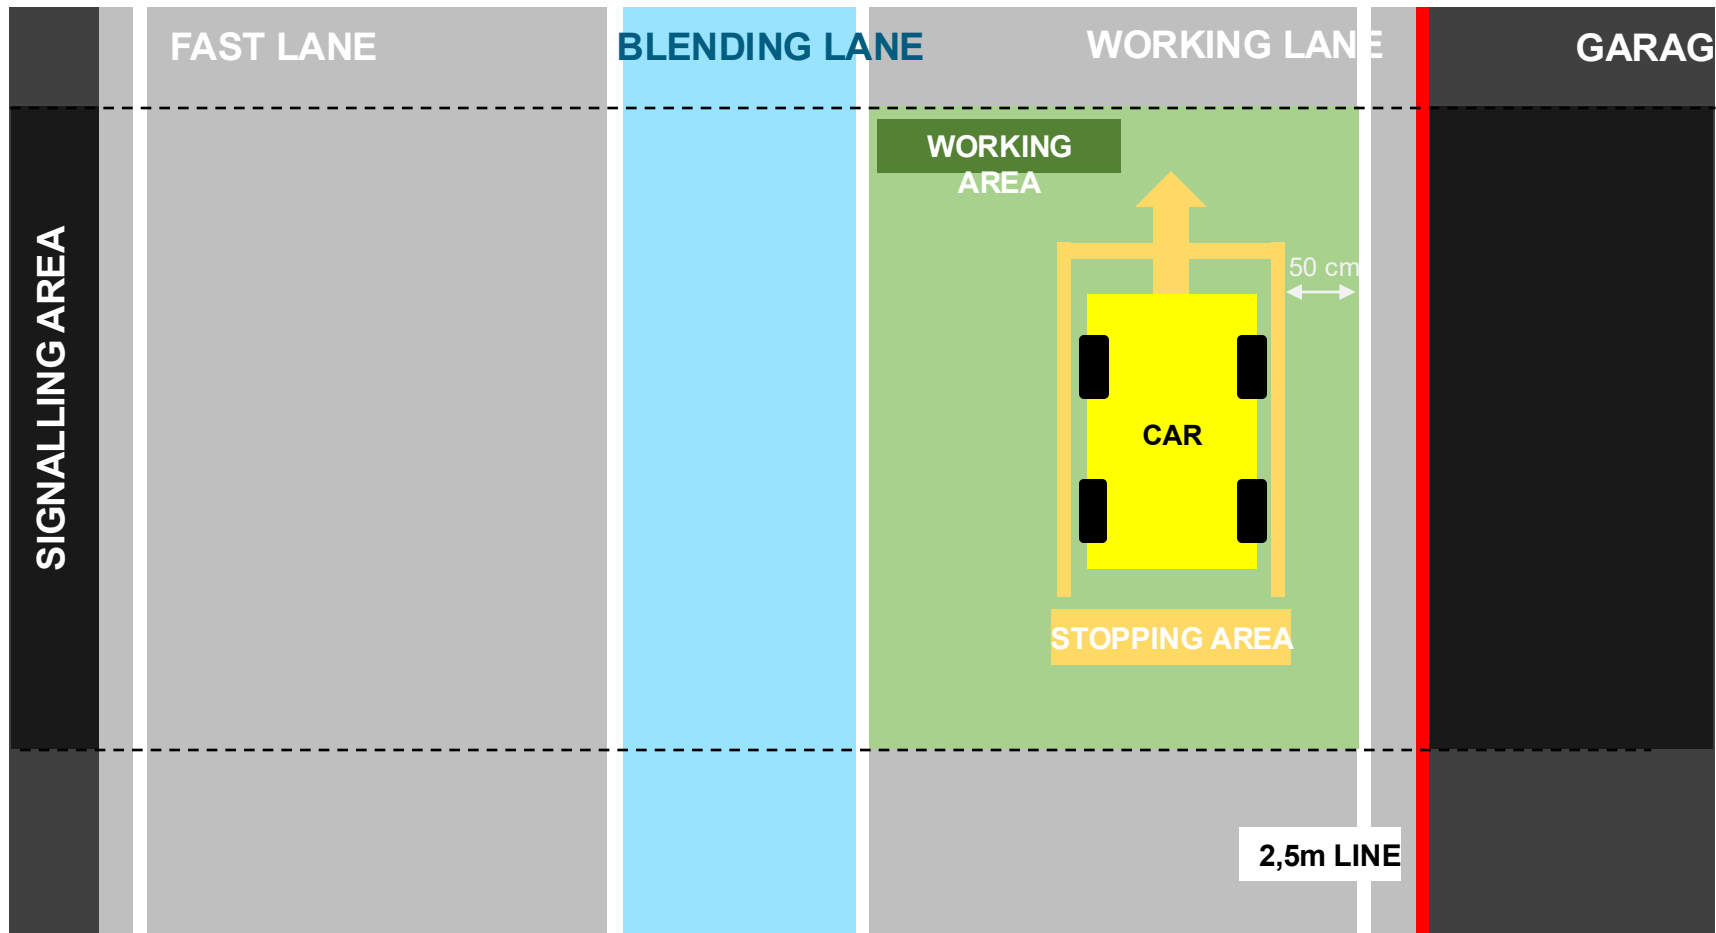 FAST LANE
BLENDING LANE
WORKING LANE
GARAG
WORKING
AREA
50 cm
SIGNALLING AREA
CAR
STOPPING AREA
2,5m LINE